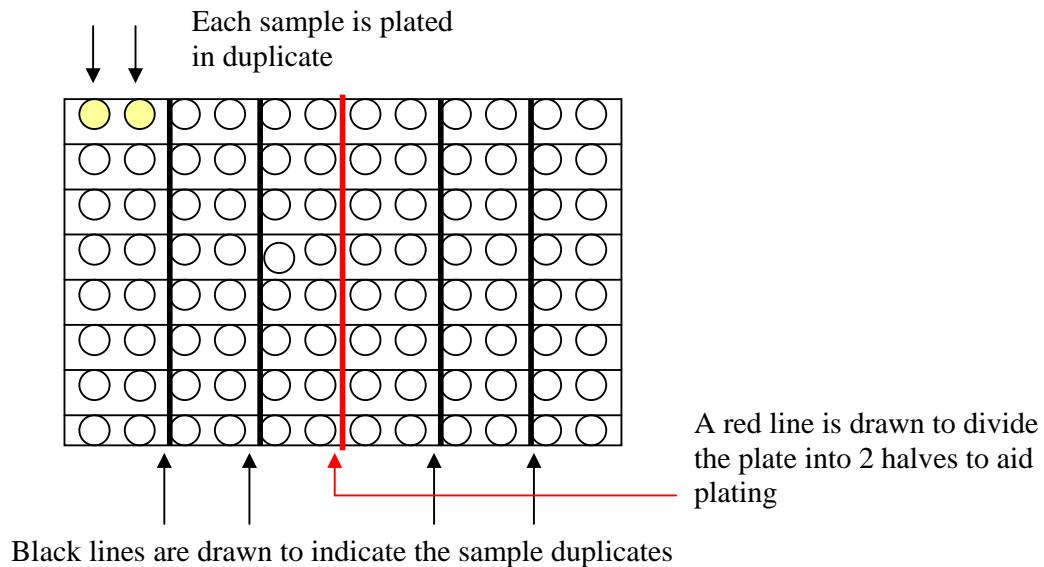 Each sample is plated
in duplicate
A red line is drawn to divide
the plate into 2 halves to aid
plating
Black lines are drawn to indicate the sample duplicates